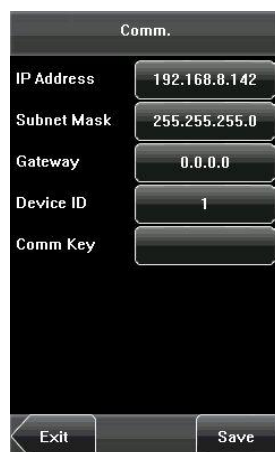 Comm.
IP Address 192.168.8.142
Subnet Mask 255.255.255.0
Gateway 0.0.0.0
Device ID 1
Comm Key
Exit Save